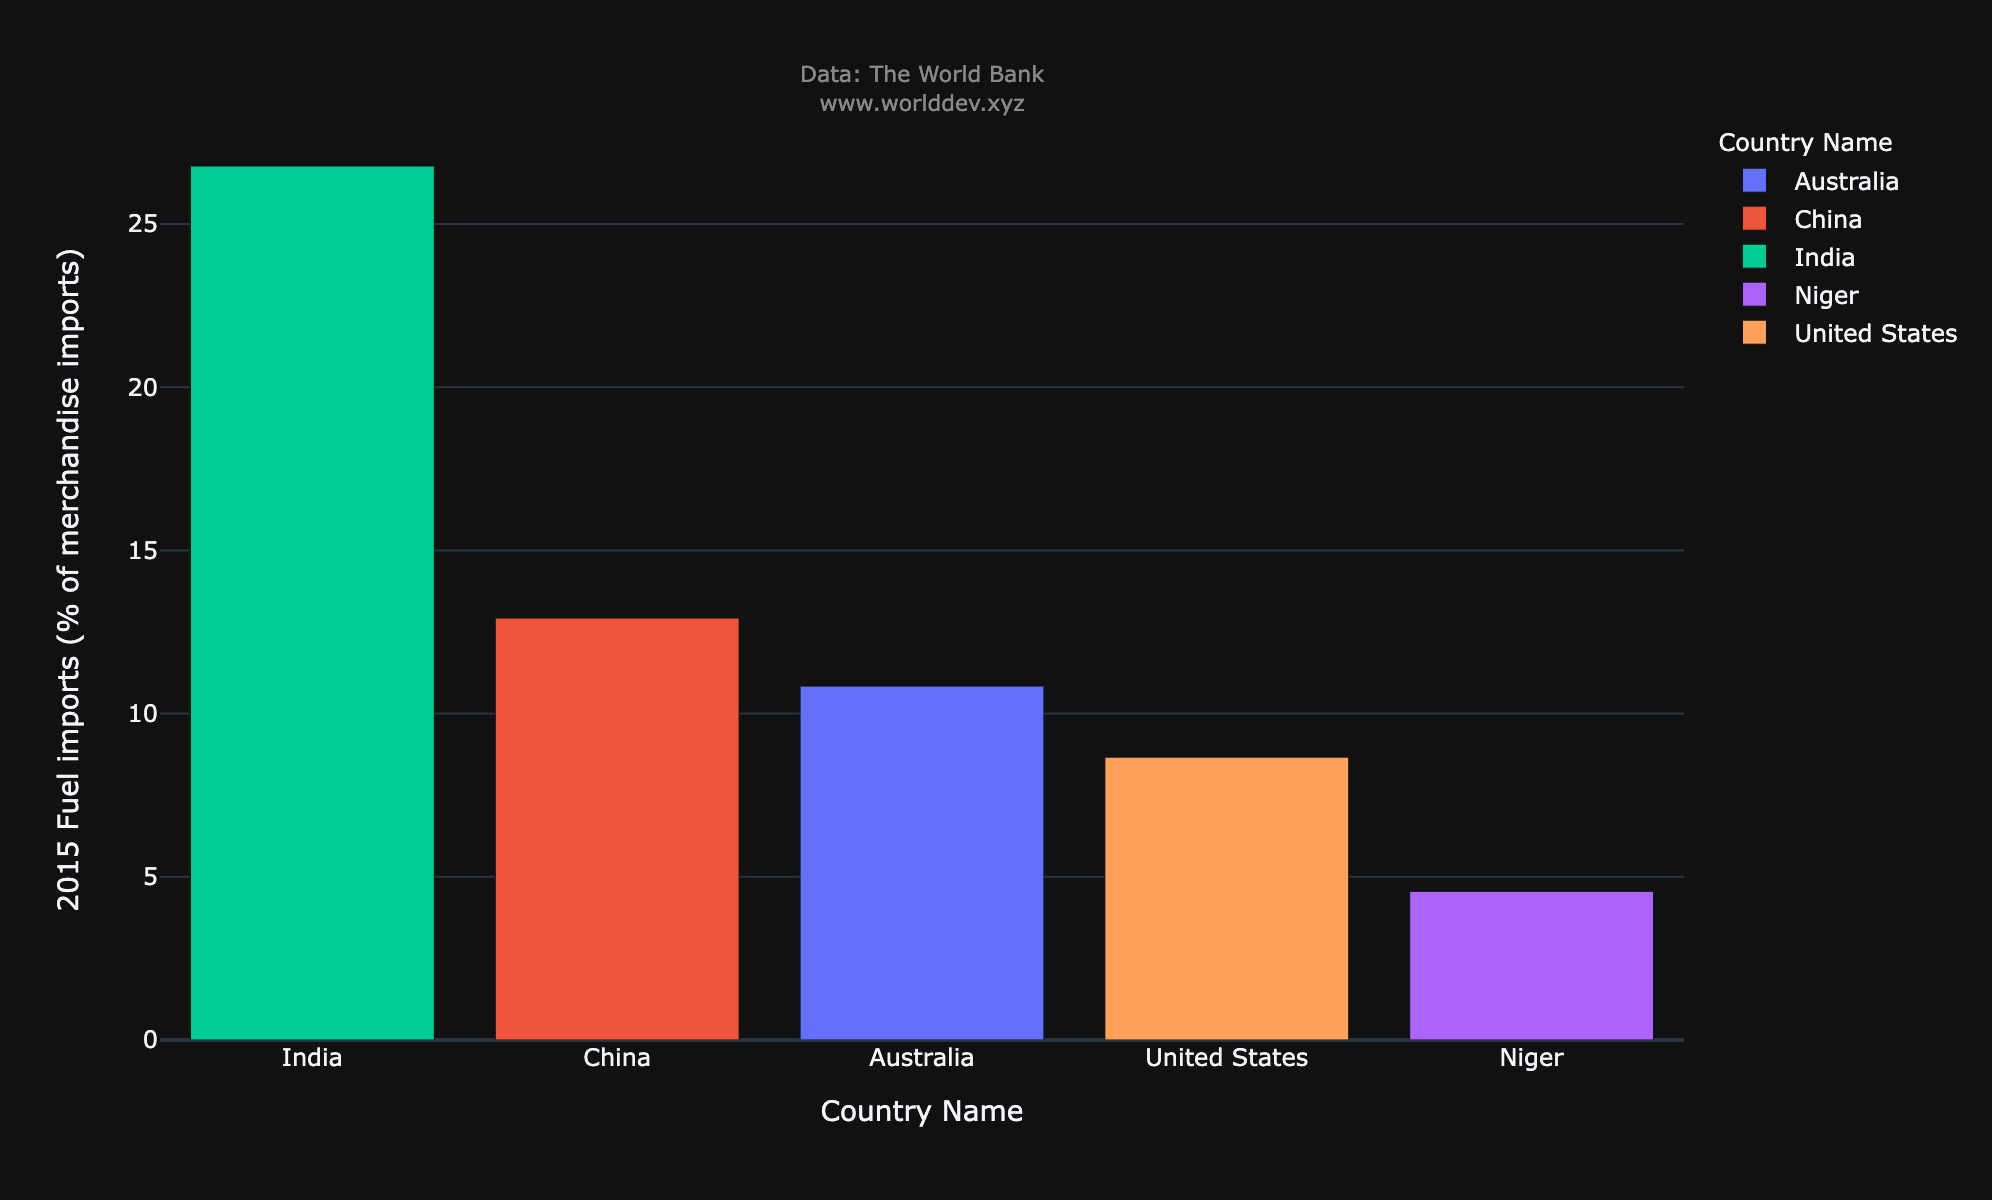 Data: The World Bank
www.worlddev.xyz
Country Name
Australia
China
India
Niger
United States
2015 Fuel imports (% of merchandise imports)
25
20
15
10
5
0
India
China
Australia
United States
Niger
Country Name